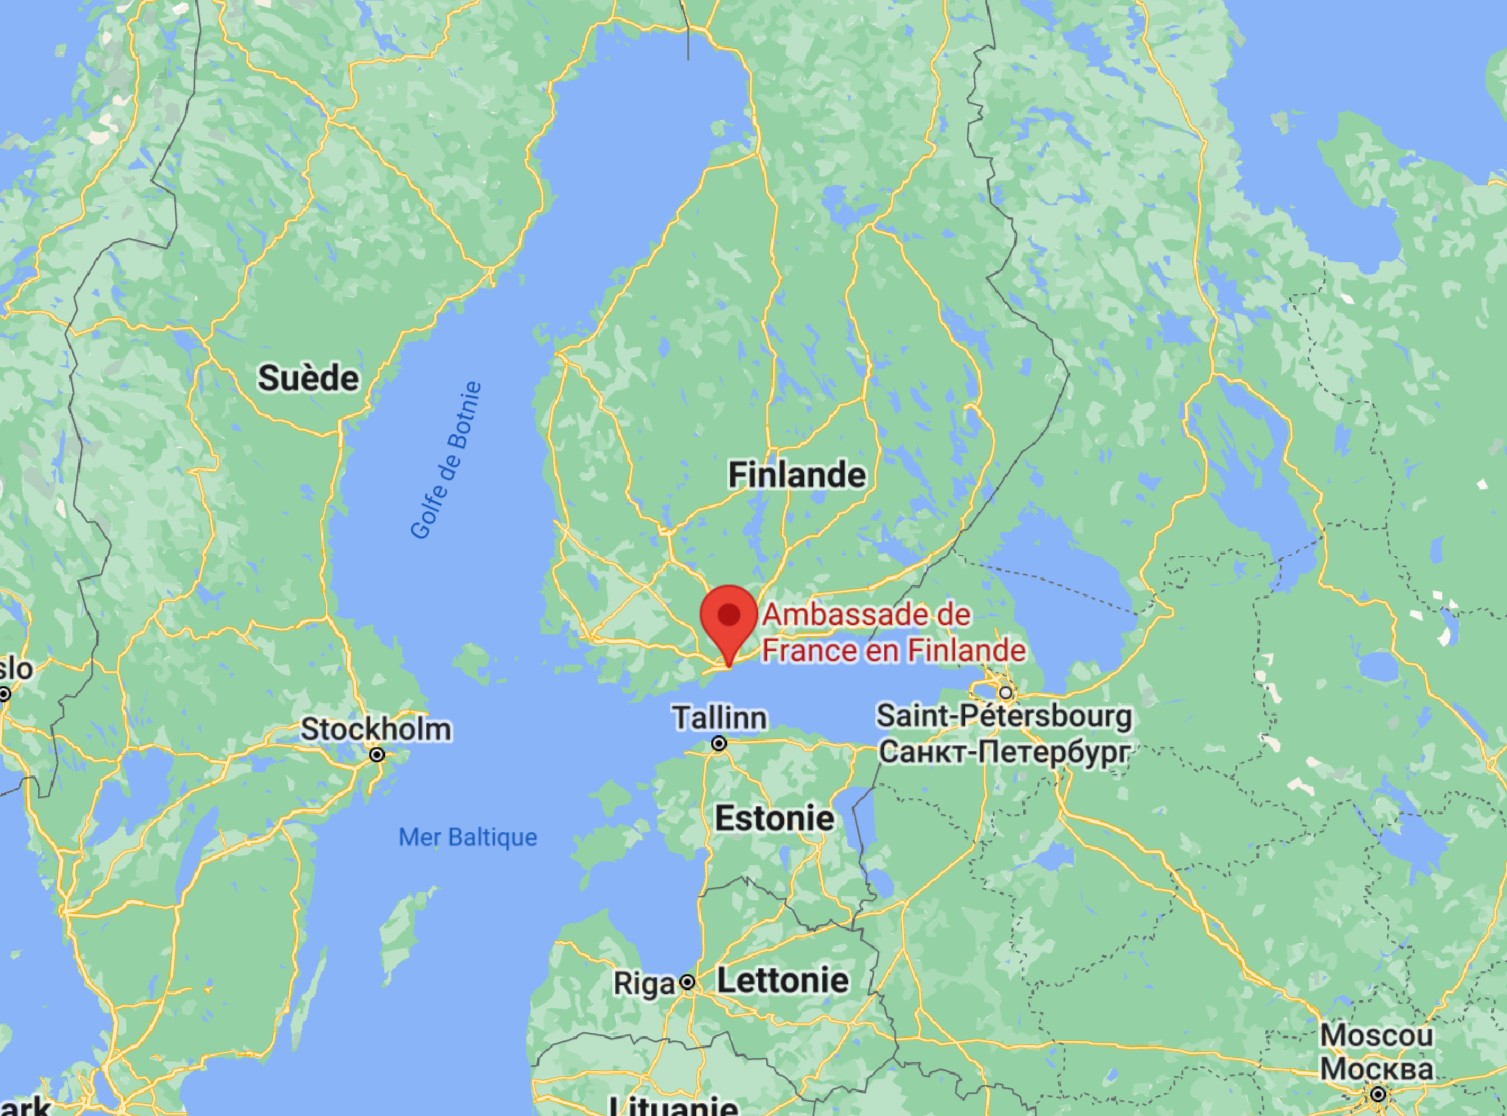 Suède
Golfe de Botnie
Finlande
Ambassade de
France en Finlande
slo
Stockholm
Tallinn
Saint-Pétersbourg
Санкт-Петербург
Estonie
Mer Baltique
Riga
Lettonie
Moscou
Москва
ark
Lituanie